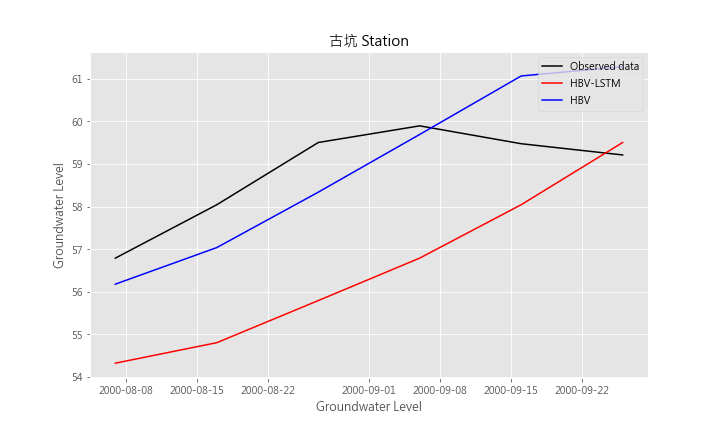 古坑 Station
Observed data
HBV-LSTM
HBV
61
60
59
58
57
56
55
54
Groundwater Level
2000-08-08
2000-08-15
2000-08-22
2000-09-01
2000-09-08
2000-09-15
2000-09-22
Groundwater Level